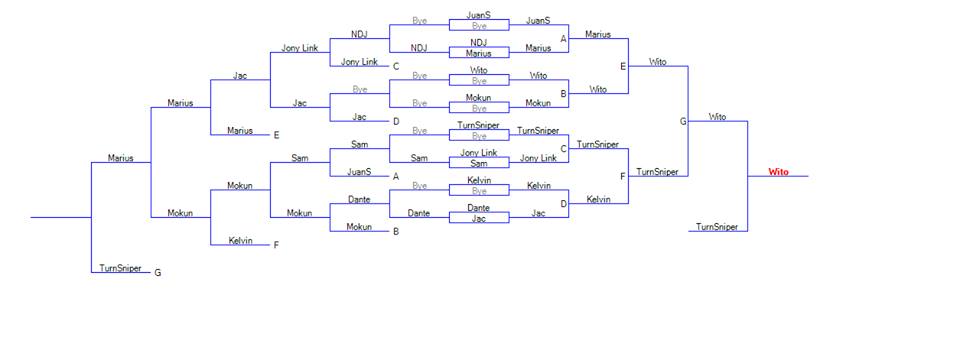 Bye JuanS JuanS
Bye
NDJ A Marius
Jony Link NDJ NDJ Marius
Marius
Jony Link C E Wito
Jac Bye Wito Wito
Bye
Bye B Wito
Jac Mokun Mokun
Marius Bye
Jac D G Wito
Marius E Bye TurnSniper TurnSniper
Bye
Sam C TurnSniper
Marius Sam Sam Jony Link Jony Link
Sam
JuanS A F TurnSniper Wito
Mokun Bye Kelvin Kelvin
Bye
Dante D Kelvin
Mokun Mokun Dante Dante Jac
Jac
Mokun B TurnSniper
Kelvin F
TurnSniper G